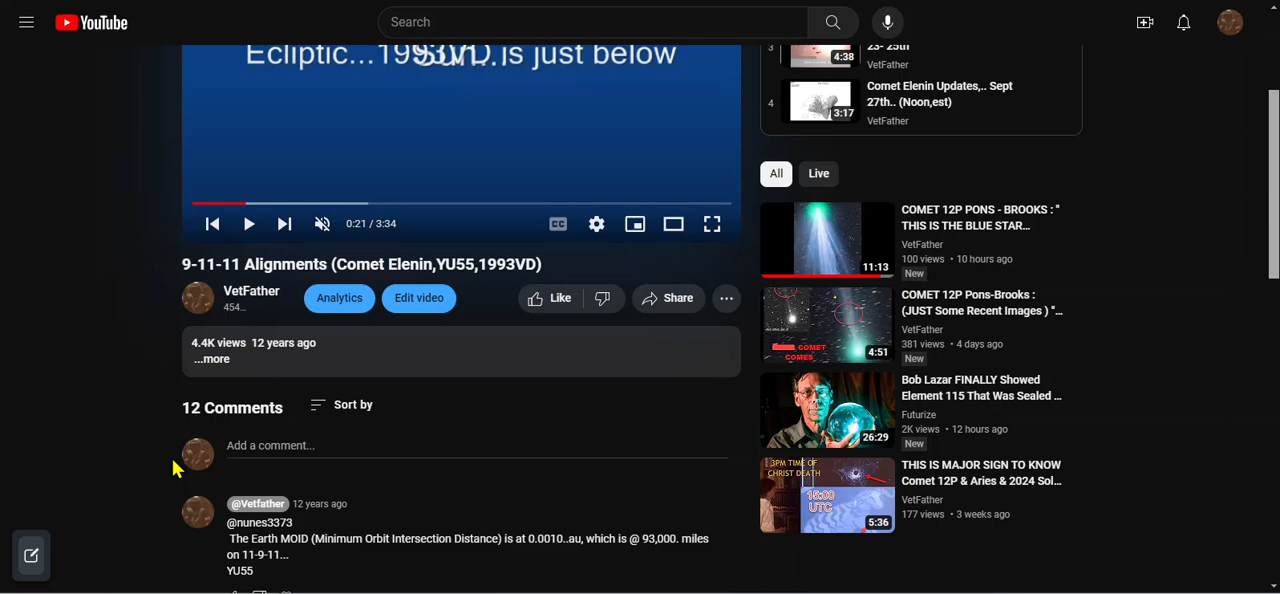 YouTube
Search
Ecliptic...1993VD.is just below
CC
0:21 / 3:34
9-11-11 Alignments (Comet Elenin,YU55,1993VD)
VetFather
454...
Analytics
Edit video
Like
Share
4.4K views 12 years ago
...more
12 Comments
Sort by
Add a comment...
@Vetfather 12 years ago
@nunes3373
The Earth MOID (Minimum Orbit Intersection Distance) is at 0.0010..au, which is @ 93,000. miles
on 11-9-11...
YU55
3
4:38
23- 25th
VetFather
4
3:17
Comet Elenin Updates,.. Sept
27th.. (Noon,est)
VetFather
All
Live
11:13
COMET 12P PONS - BROOKS : "
THIS IS THE BLUE STAR...
VetFather
100 views • 10 hours ago
New
COMET
COMES
4:51
COMET 12P Pons-Brooks :
(JUST Some Recent Images ) "...
VetFather
381 views • 4 days ago
New
26:29
Bob Lazar FINALLY Showed
Element 115 That Was Sealed ...
Futurize
2K views • 12 hours ago
New
3PM TIME OF
CHRIST DEATH
15:00
UTC
5:36
THIS IS MAJOR SIGN TO KNOW
Comet 12P & Aries & 2024 Sol...
VetFather
177 views • 3 weeks ago